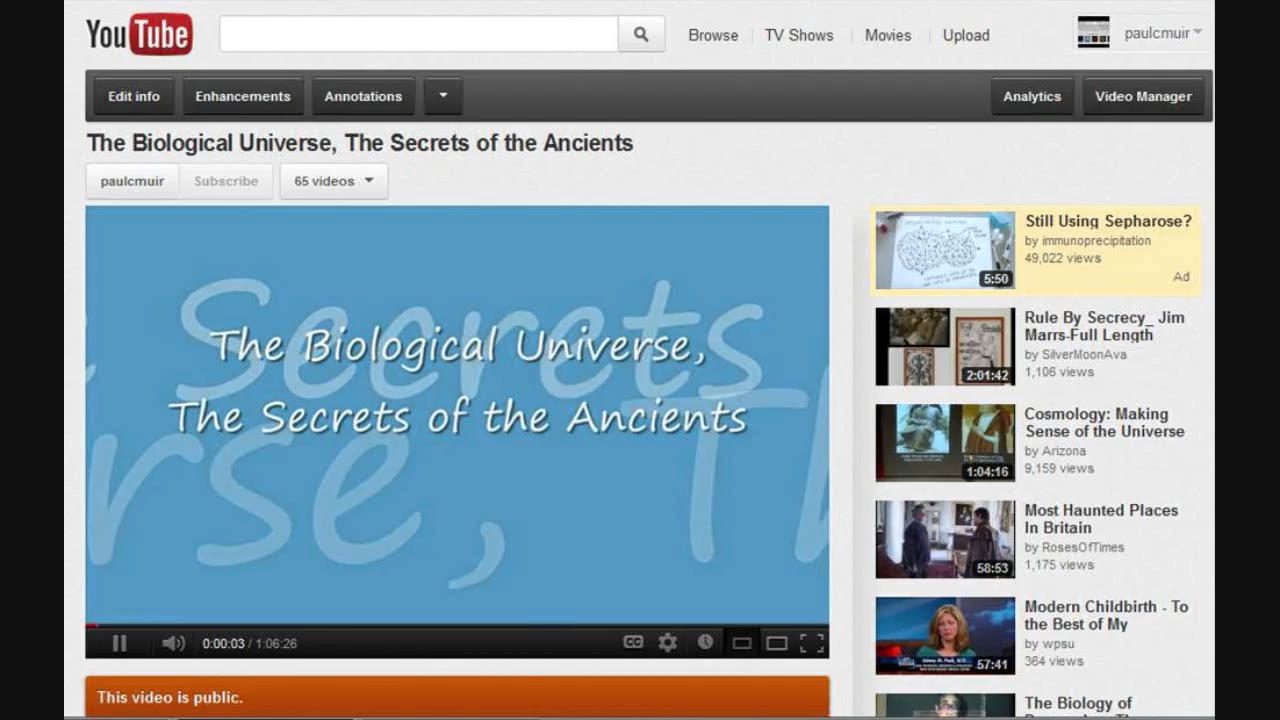 YouTube
Browse
TV Shows
Movies
Upload
paulcmuir
Edit info
Enhancements
Annotations
Analytics
Video Manager
The Biological Universe, The Secrets of the Ancients
paulcmuir
Subscribe
65 videos
The Biological Universe,
The Secrets of the Ancients
0:00:03 / 1:06:26
CC
This video is public.
Still Using Sepharose?
by immunoprecipitation
49,022 views
Ad
5:50
Rule By Secrecy_ Jim
Marrs-Full Length
by SilverMoonAva
1,106 views
2:01:42
Cosmology: Making
Sense of the Universe
by Arizona
9,159 views
1:04:16
Most Haunted Places
In Britain
by RosesOfTimes
1,175 views
58:53
Modern Childbirth - To
the Best of My
by wpsu
364 views
57:41
The Biology of